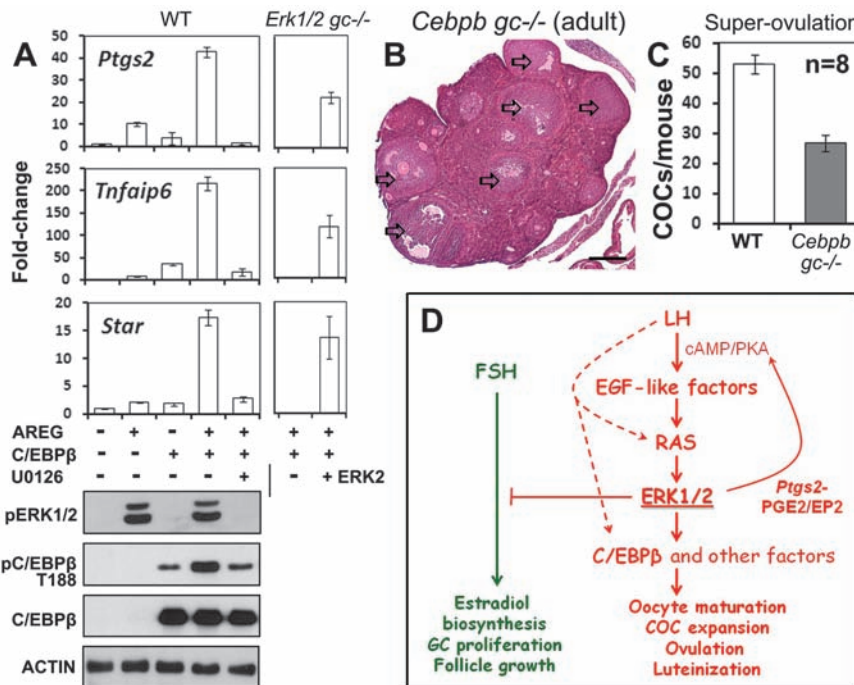 WT
Erk1/2 gc-/-
A
Ptgs2
50
40
30
20
10
0
Tnfaip6
250
200
150
100
50
0
Fold-change
Star
20
15
10
5
0
AREG - + - + + + +
C/EBPβ - - + + + + +
U0126 - - - - + - + ERK2
pERK1/2
pC/EBPβ
T188
C/EBPβ
ACTIN
B
Cebpb gc-/- (adult)
C
Super-ovulation
n=8
COCs/mouse
60
50
40
30
20
10
0
WT
Cebpb
gc-/-
D
LH
cAMP/PKA
FSH
EGF-like factors
RAS
ERK1/2
Ptgs2-
PGE2/EP2
C/EBPβ and other factors
Estradiol
biosynthesis
GC proliferation
Follicle growth
Oocyte maturation
COC expansion
Ovulation
Luteinization